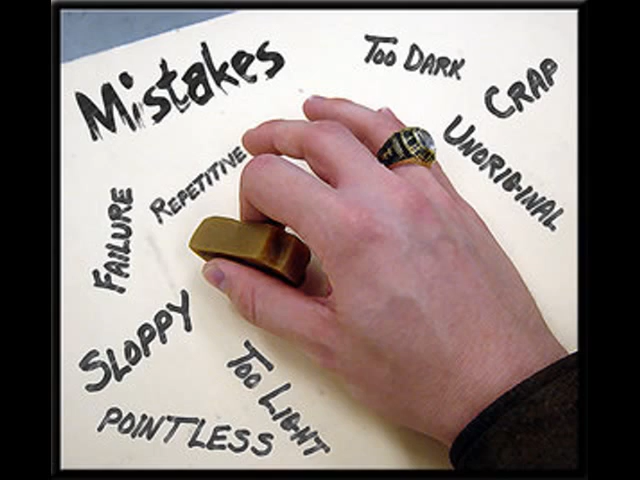 Mistakes
Too Dark
Crap
Unoriginal
Repetitive
Failure
Sloppy
Too Light
Pointless